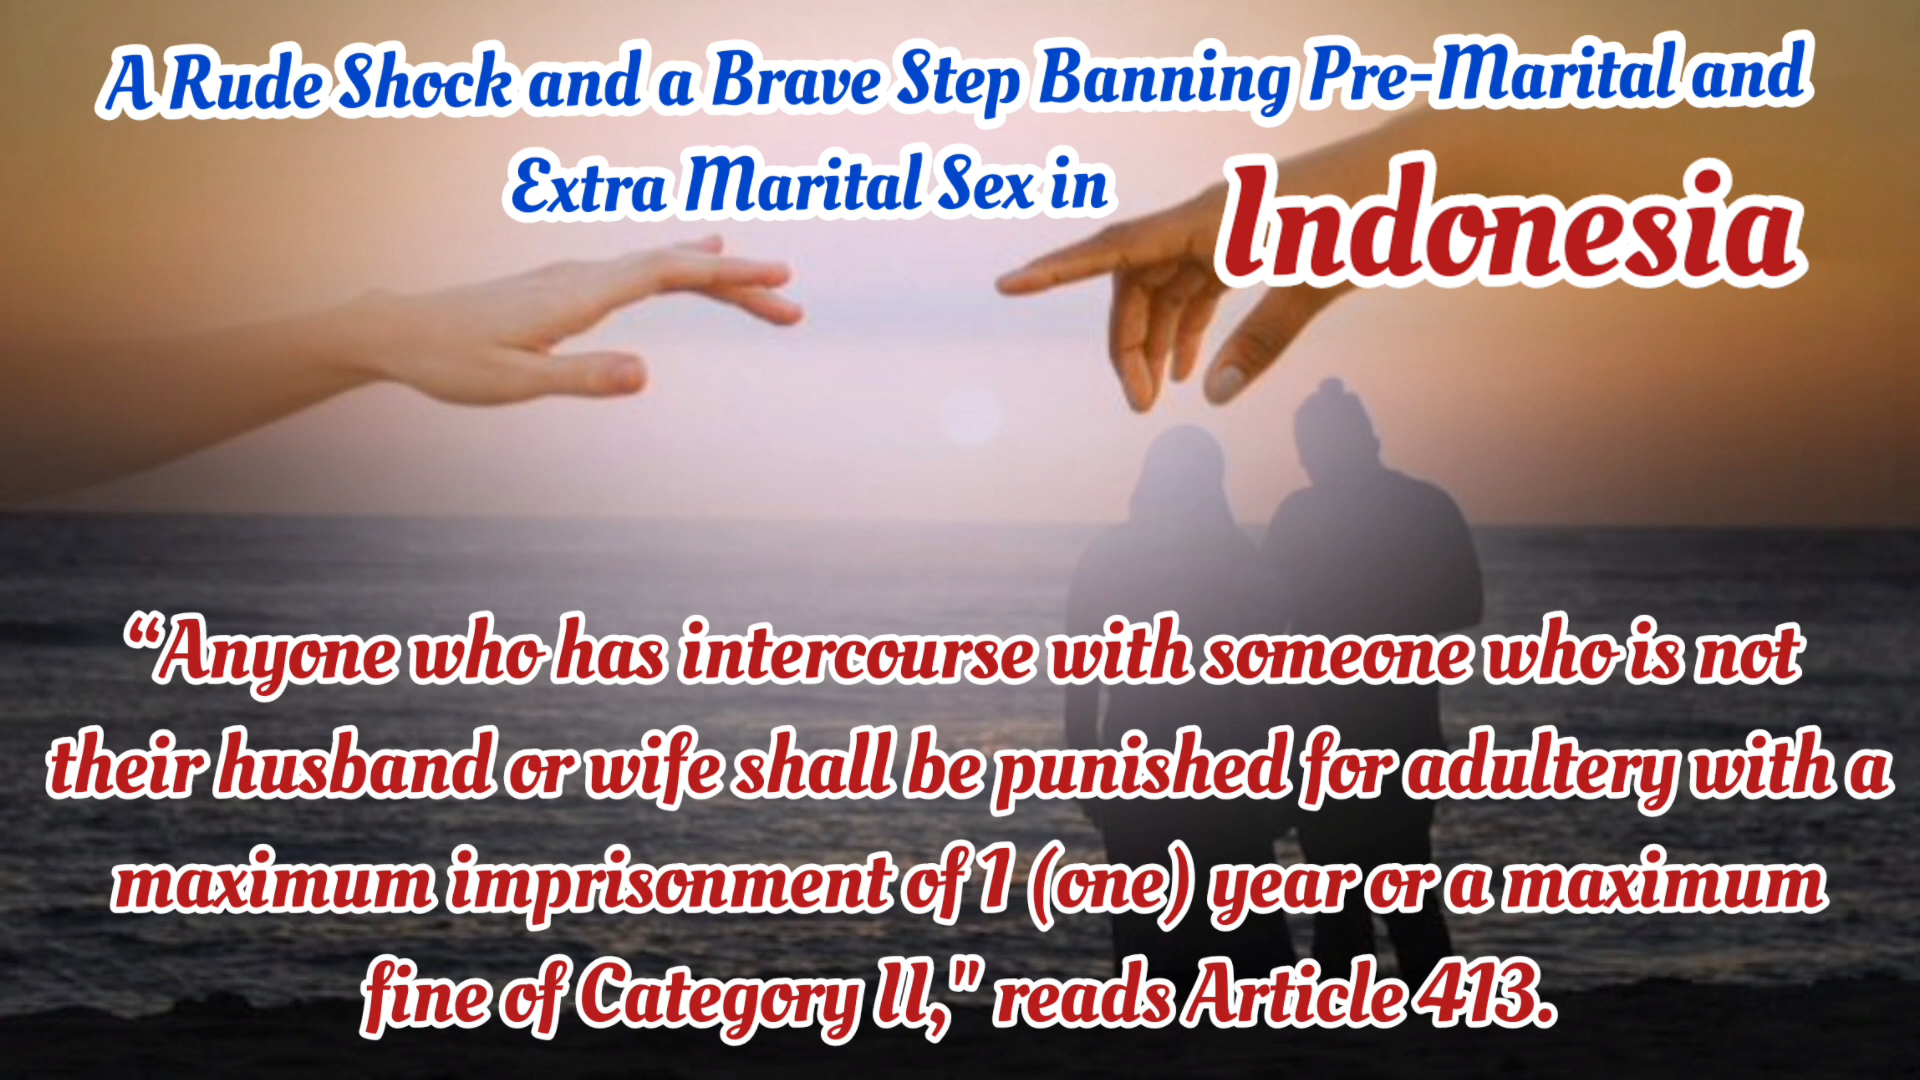 A Rude Shock and a Brave Step Banning Pre-Marital and
Extra Marital Sex in Indonesia
“Anyone who has intercourse with someone who is not
their husband or wife shall be punished for adultery with a
maximum imprisonment of 1 (one) year or a maximum
fine of Category II," reads Article 413.